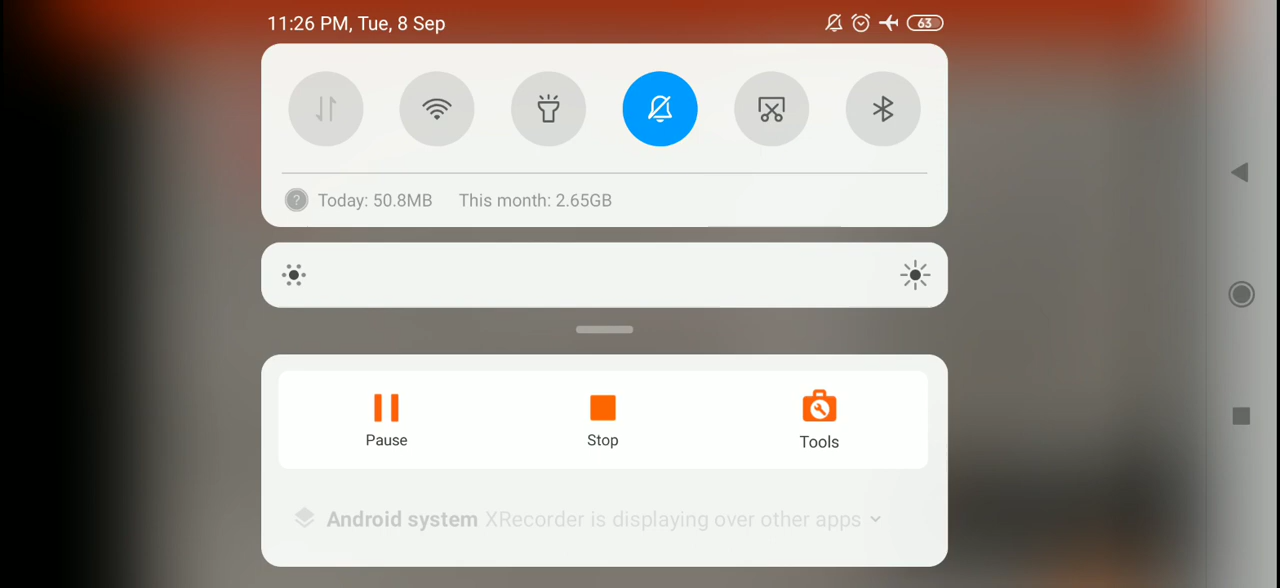 11:26 PM, Tue, 8 Sep
63
? Today: 50.8MB This month: 2.65GB
Pause Stop Tools
Android system XRecorder is displaying over other apps